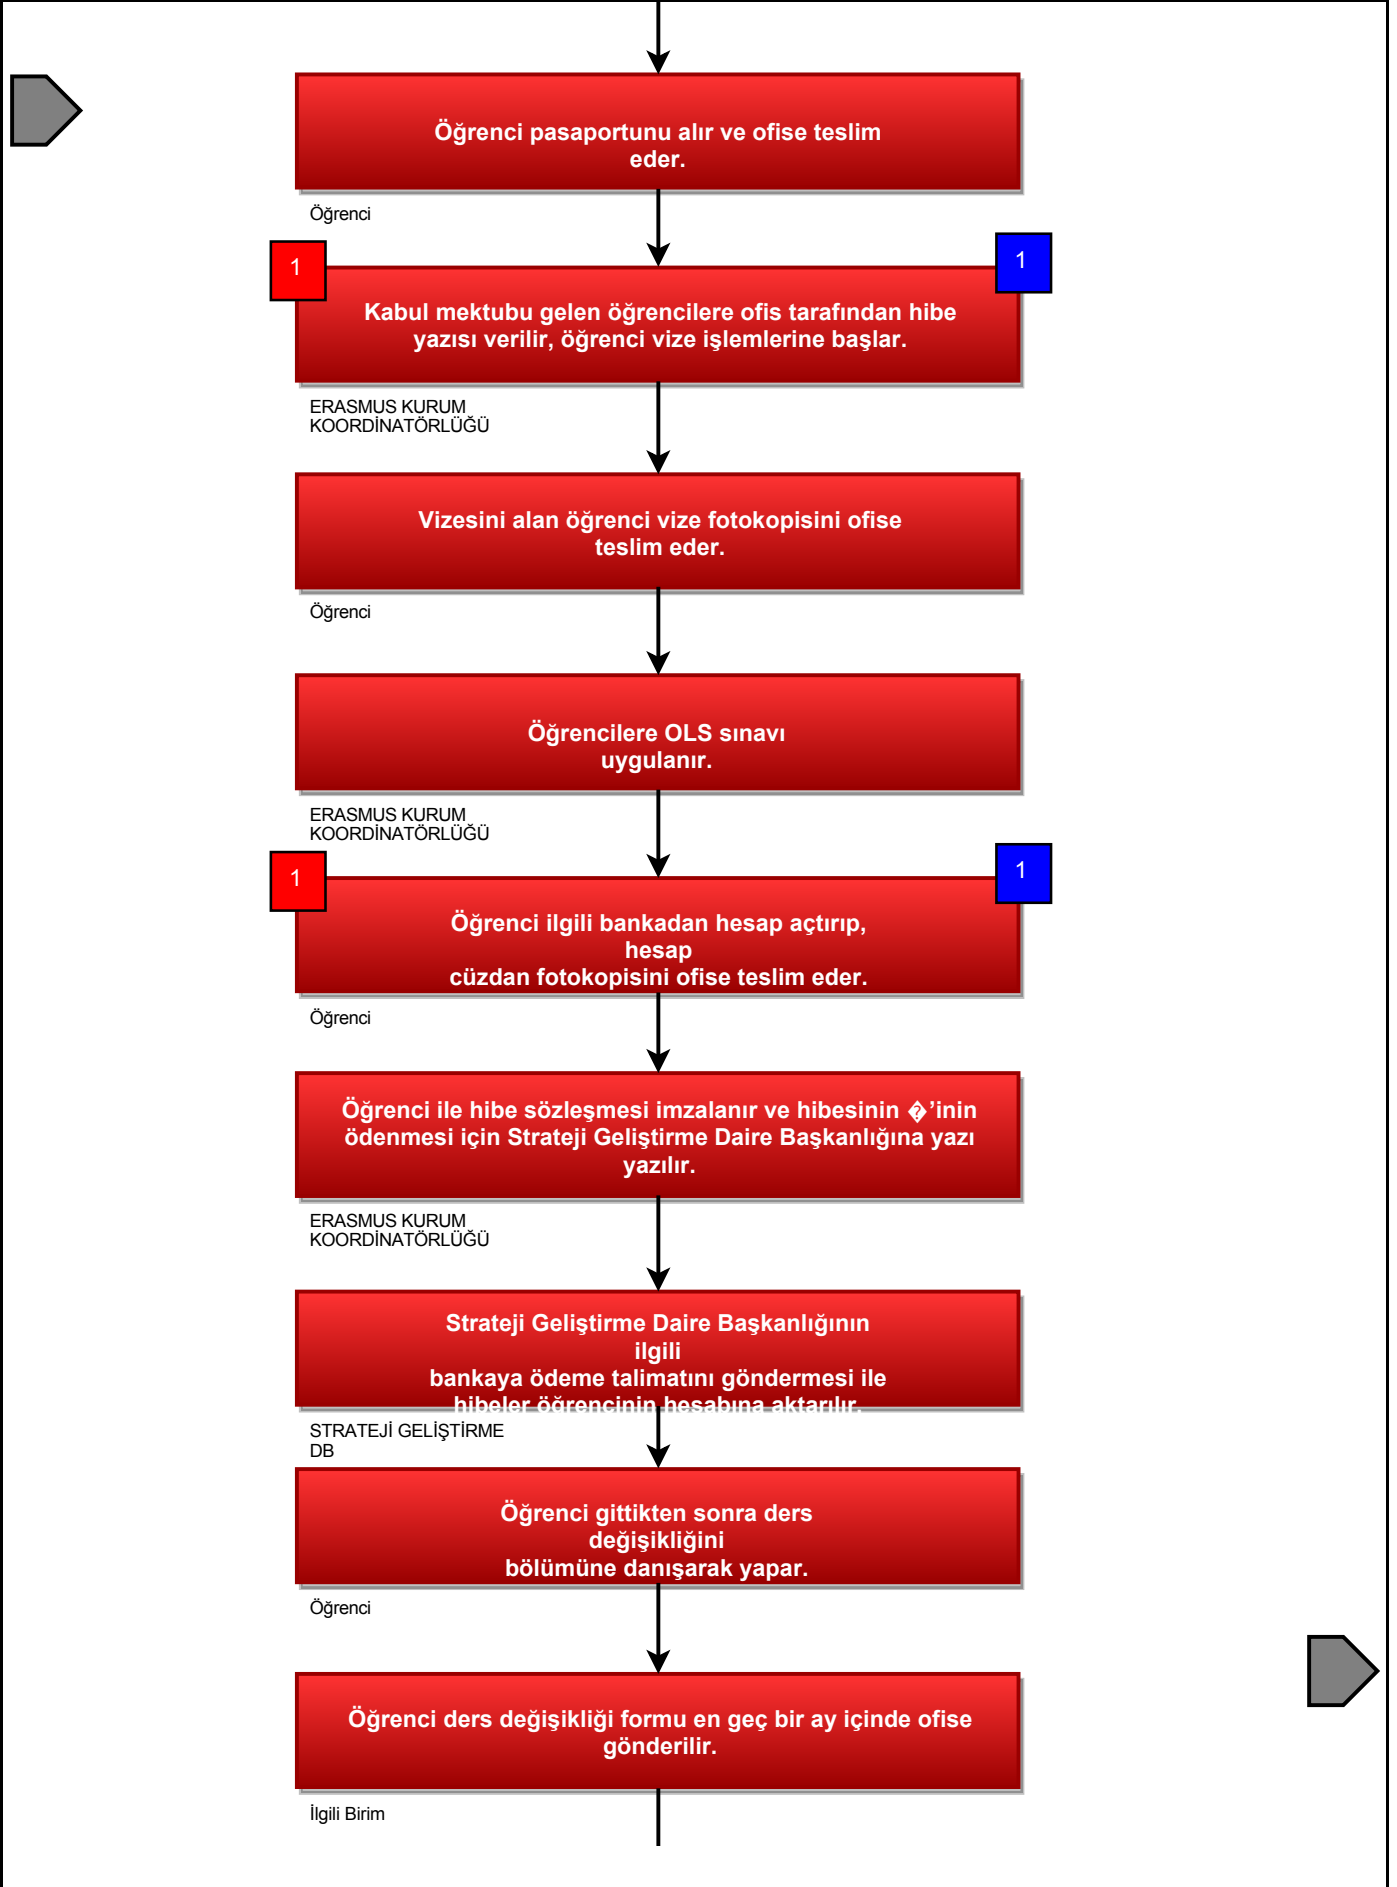 Öğrenci pasaportunu alır ve ofise teslim
eder.
Öğrenci
1
1
Kabul mektubu gelen öğrencilere ofis tarafından hibe
yazısı verilir, öğrenci vize işlemlerine başlar.
ERASMUS KURUM
KOORDİNATÖRLÜĞÜ
Vizesini alan öğrenci vize fotokopisini ofise
teslim eder.
Öğrenci
Öğrencilere OLS sınavı
uygulanır.
ERASMUS KURUM
KOORDİNATÖRLÜĞÜ
1
1
Öğrenci ilgili bankadan hesap açtırıp,
hesap
cüzdan fotokopisini ofise teslim eder.
Öğrenci
Öğrenci ile hibe sözleşmesi imzalanır ve hibesinin �’inin
ödenmesi için Strateji Geliştirme Daire Başkanlığına yazı
yazılır.
ERASMUS KURUM
KOORDİNATÖRLÜĞÜ
Strateji Geliştirme Daire Başkanlığının
ilgili
bankaya ödeme talimatını göndermesi ile
hibeler öğrencinin hesabına aktarılır.
STRATEJİ GELİŞTİRME
DB
Öğrenci gittikten sonra ders
değişikliğini
bölümüne danışarak yapar.
Öğrenci
Öğrenci ders değişikliği formu en geç bir ay içinde ofise
gönderilir.
İlgili Birim